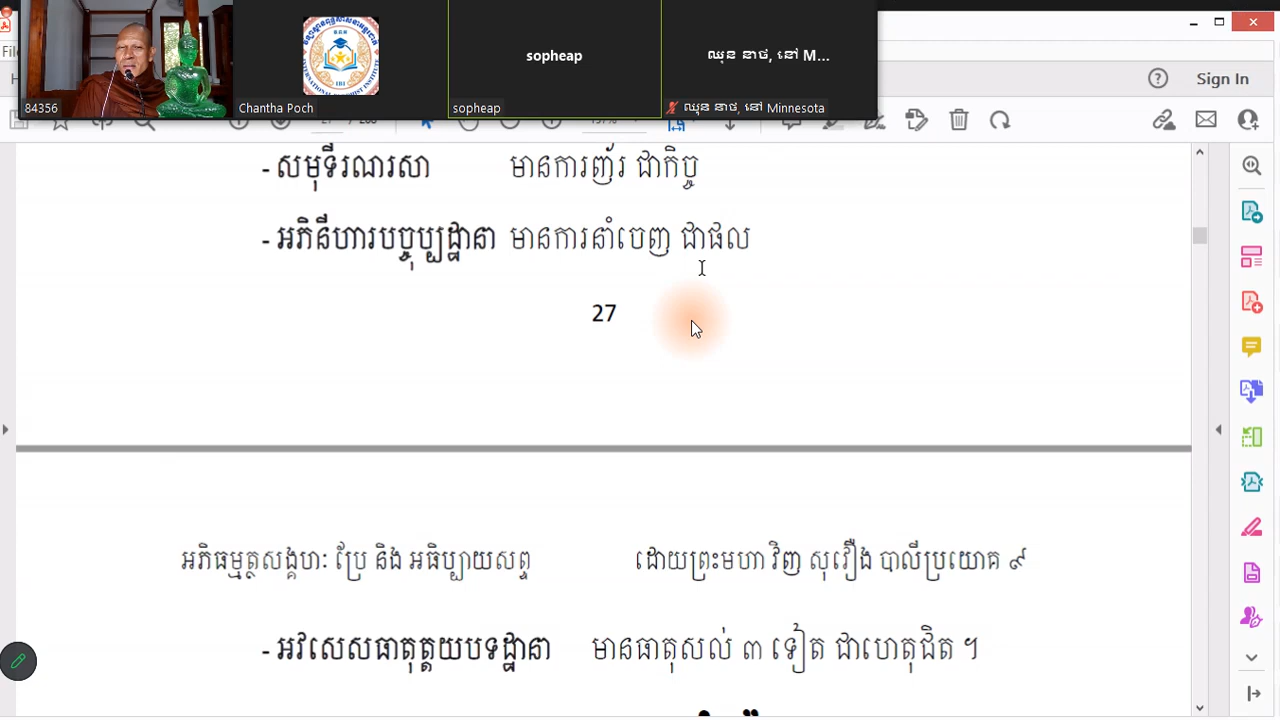 sopheap
ឈុន នាថ, នៅ M...
84356
Chantha Poch
sopheap
ឈុន នាថ, នៅ Minnesota
Sign In
- សមុទីរណរសា មានការញ័រ ជាកិច្ច
- អភិនីហារបច្ចុប្បដ្ឋានា មានការនាំចេញ ជាផល
27
អភិធម្មត្ថសង្គហៈ ប្រែ និង អធិប្បាយសព្ទ ដោយព្រះមហា វិញ សុវឿង បាលីប្រយោគ ៩
- អវសេសធាតុត្តយបទដ្ឋានា មានធាតុសល់ ៣ ទៀត ជាហេតុជិត ។